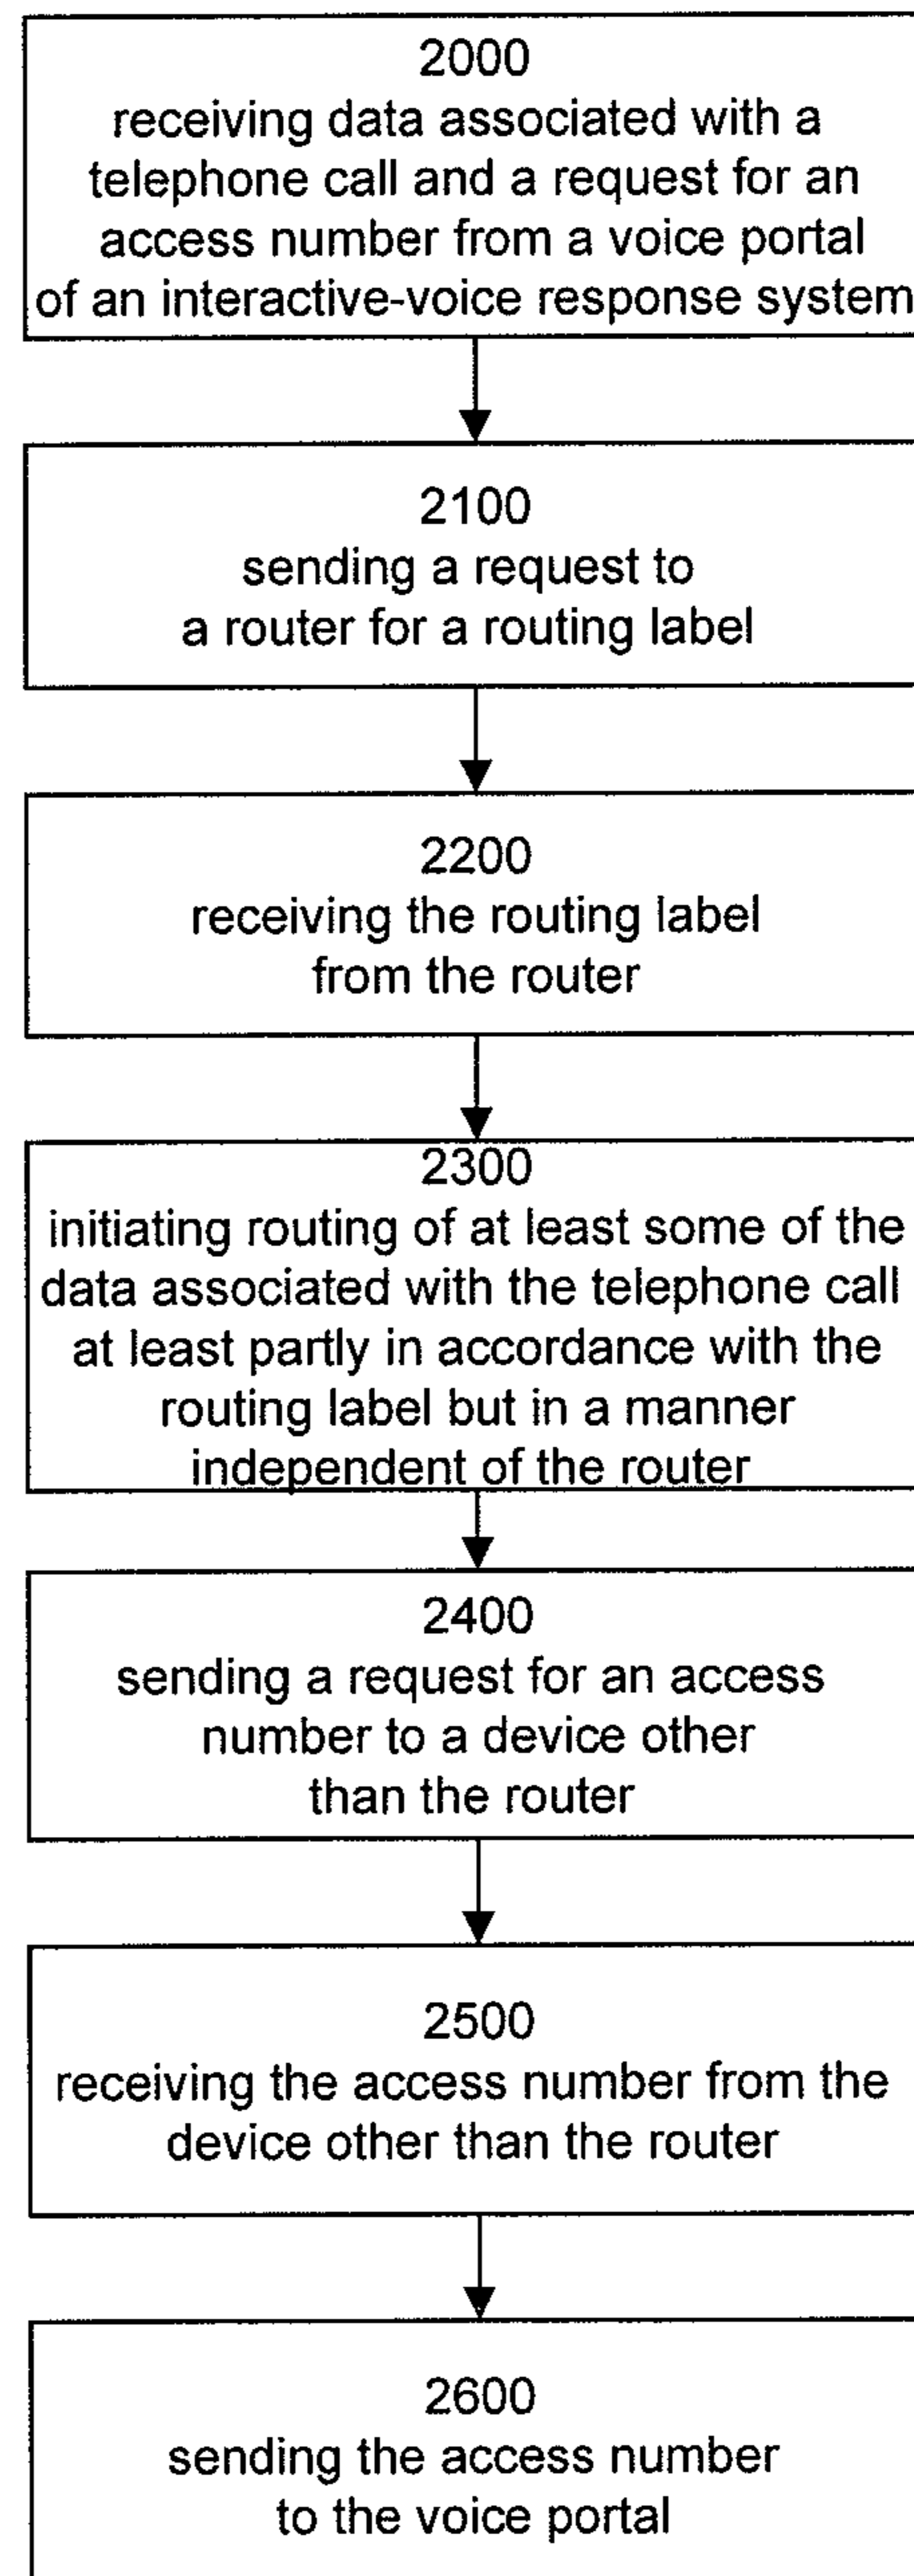 2000
receiving data associated with a
telephone call and a request for an
access number from a voice portal
of an interactive-voice response system
2100
sending a request to
a router for a routing label
2200
receiving the routing label
from the router
2300
initiating routing of at least some of the
data associated with the telephone call
at least partly in accordance with the
routing label but in a manner
independent of the router
2400
sending a request for an access
number to a device other
than the router
2500
receiving the access number from the
device other than the router
2600
sending the access number
to the voice portal